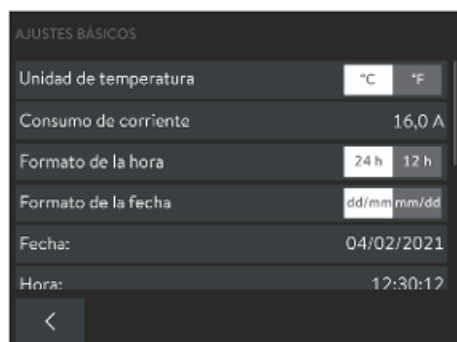 AJUSTES BÁSICOS
Unidad de temperatura °C °F
Consumo de corriente 16,0 A
Formato de la hora 24 h 12 h
Formato de la fecha dd/mm mm/dd
Fecha: 04/02/2021
Hora: 12:30:12